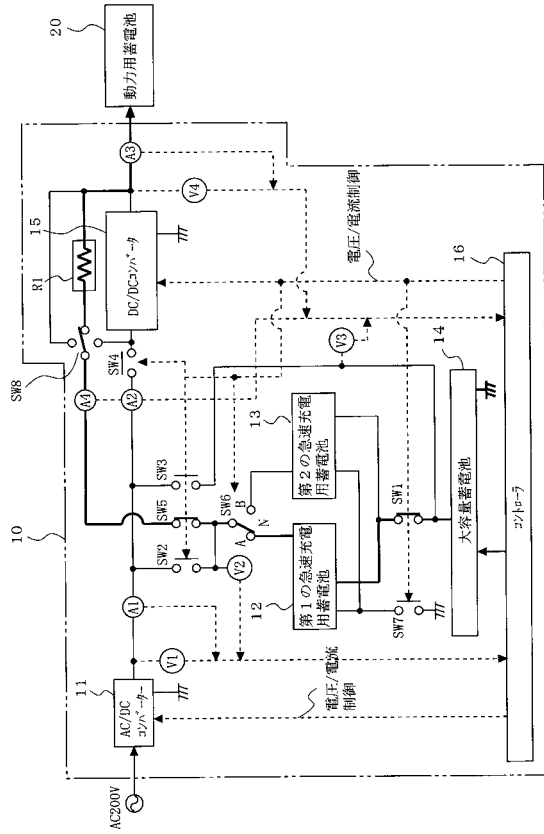 10
20
動力用蓄電池
A3
V4
15
DC/DCコンバータ
R1
SW8
SW4
A4
A2
SW3
SW5
SW2
SW6
A
B
N
V2
A1
V1
11
AC/DC
コンバーター
AC200V
12
第1の急速充電
用蓄電池
13
第2の急速充電
用蓄電池
V3
SW1
SW7
14
大容量蓄電池
16
コントローラ
電圧/電流制御
電圧/電流
制御